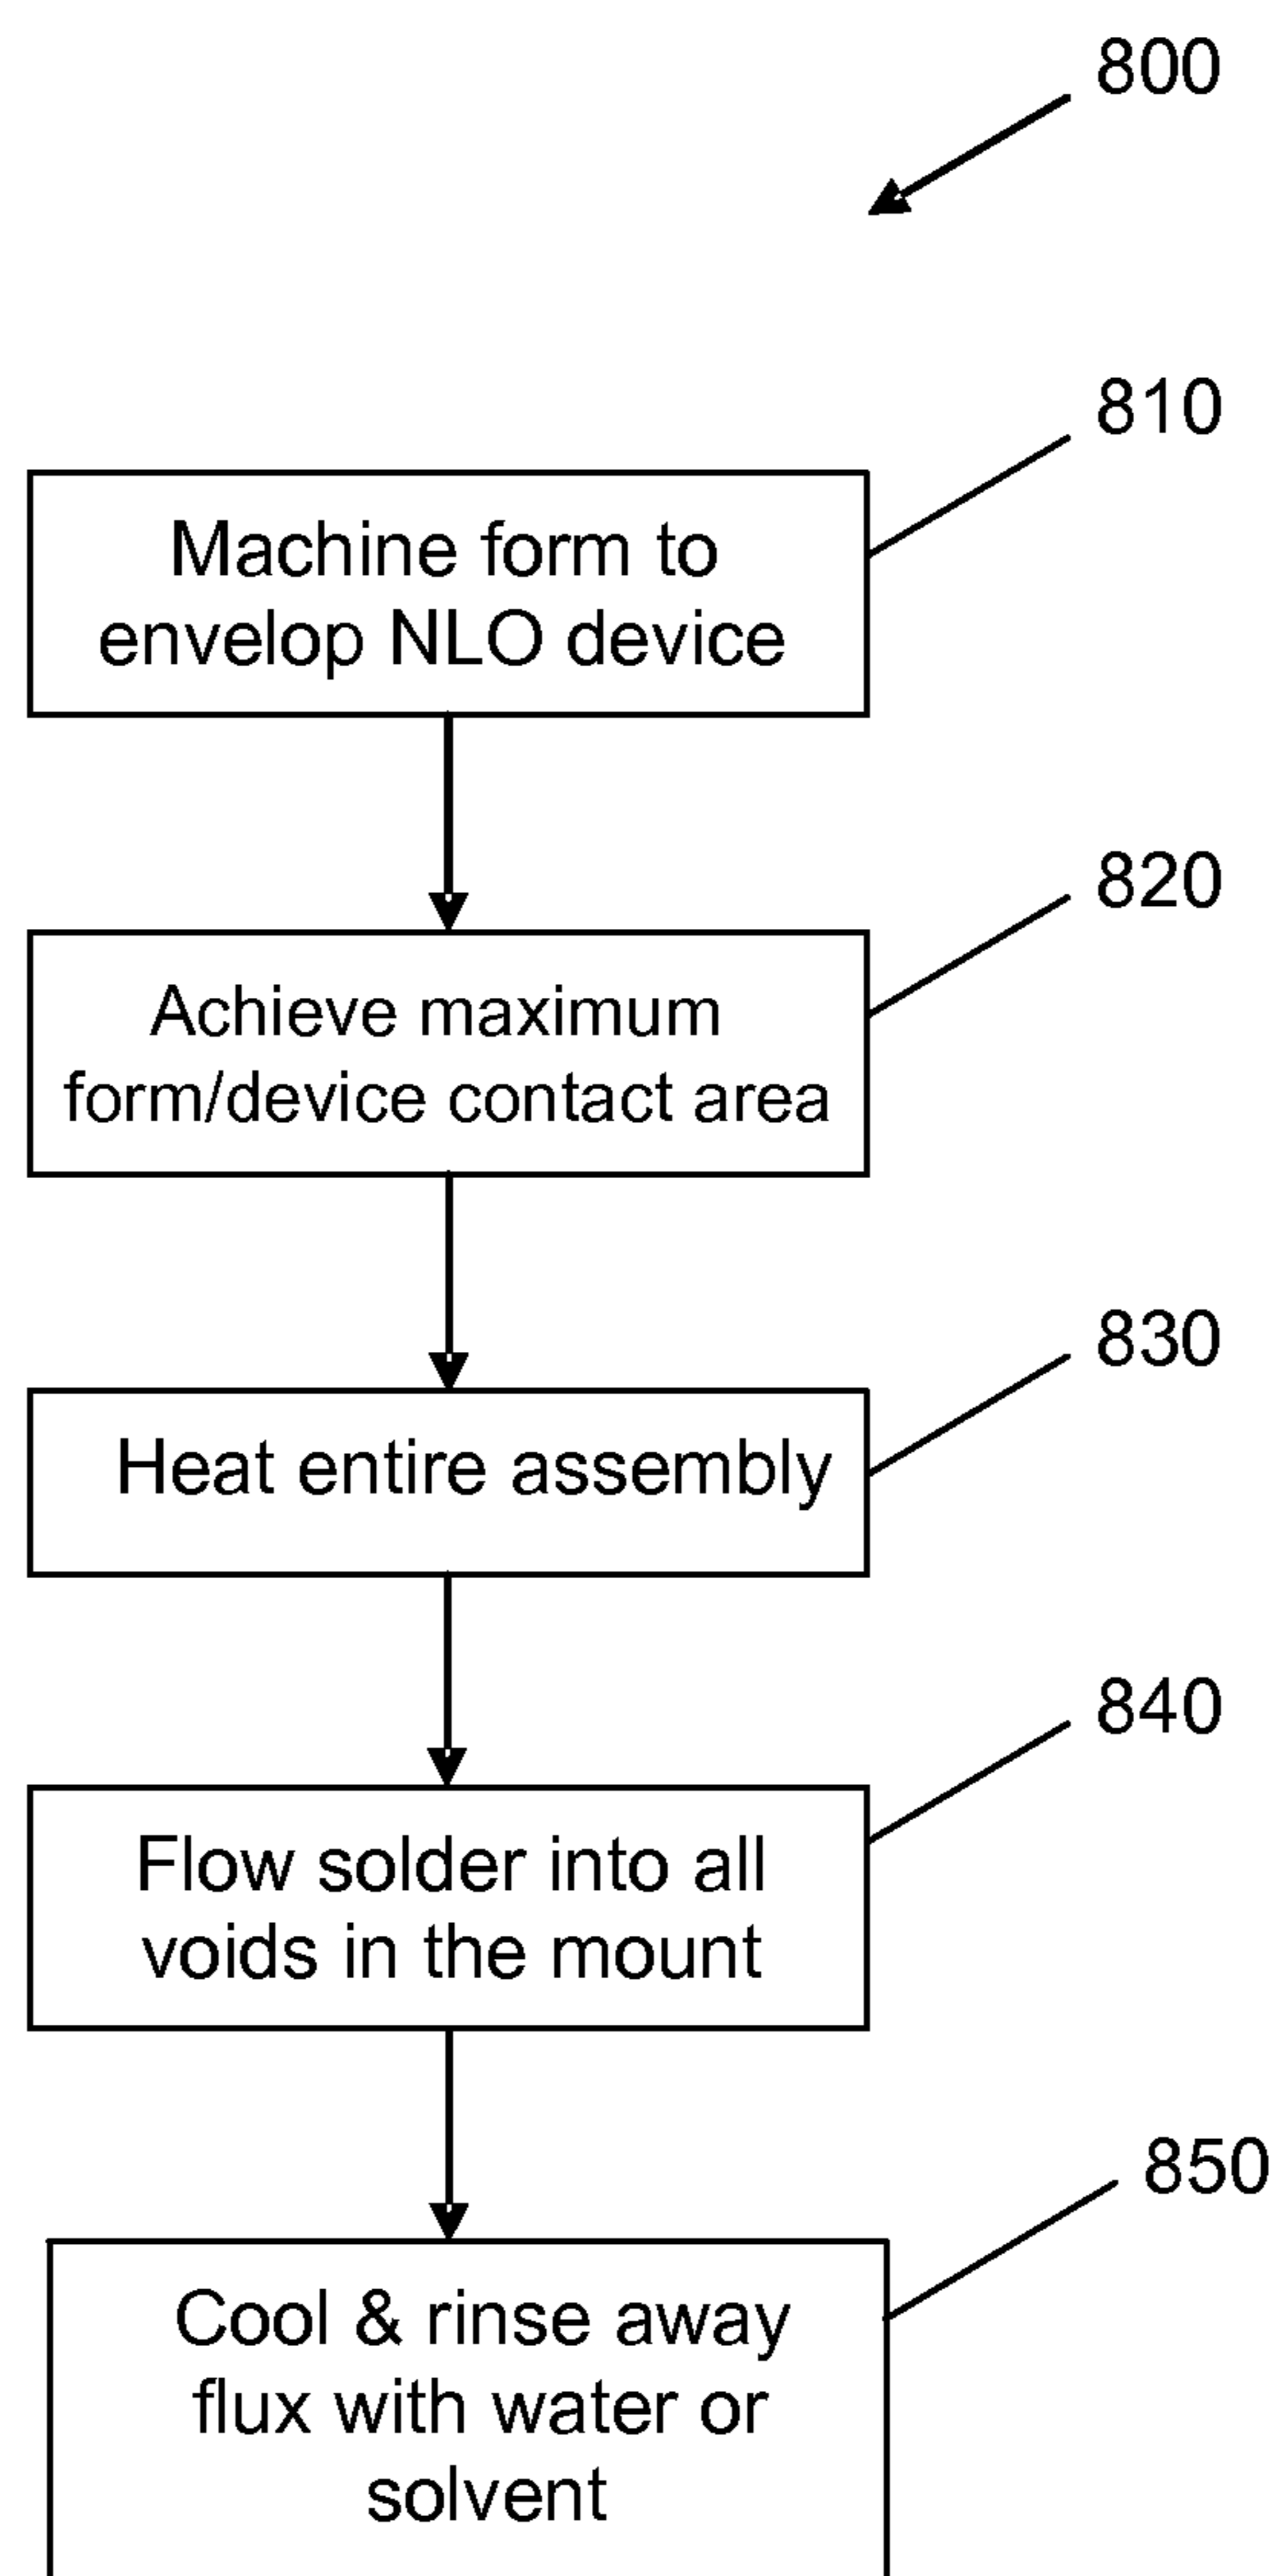 800
810
Machine form to
envelop NLO device
820
Achieve maximum
form/device contact area
830
Heat entire assembly
840
Flow solder into all
voids in the mount
850
Cool & rinse away
flux with water or
solvent